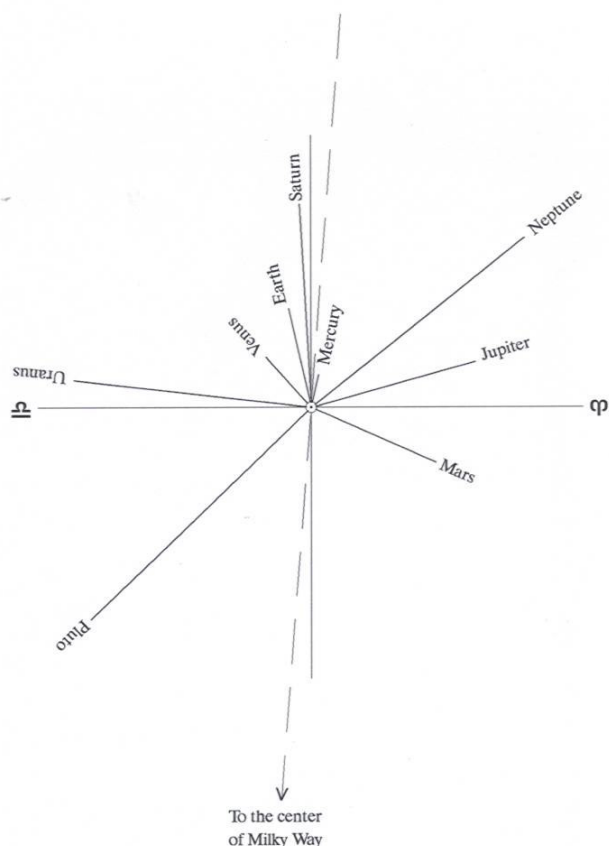 Saturn
Neptune
Earth
Venus
Mercury
Jupiter
Uranus
♎
♈
Mars
Pluto
To the center
of Milky Way